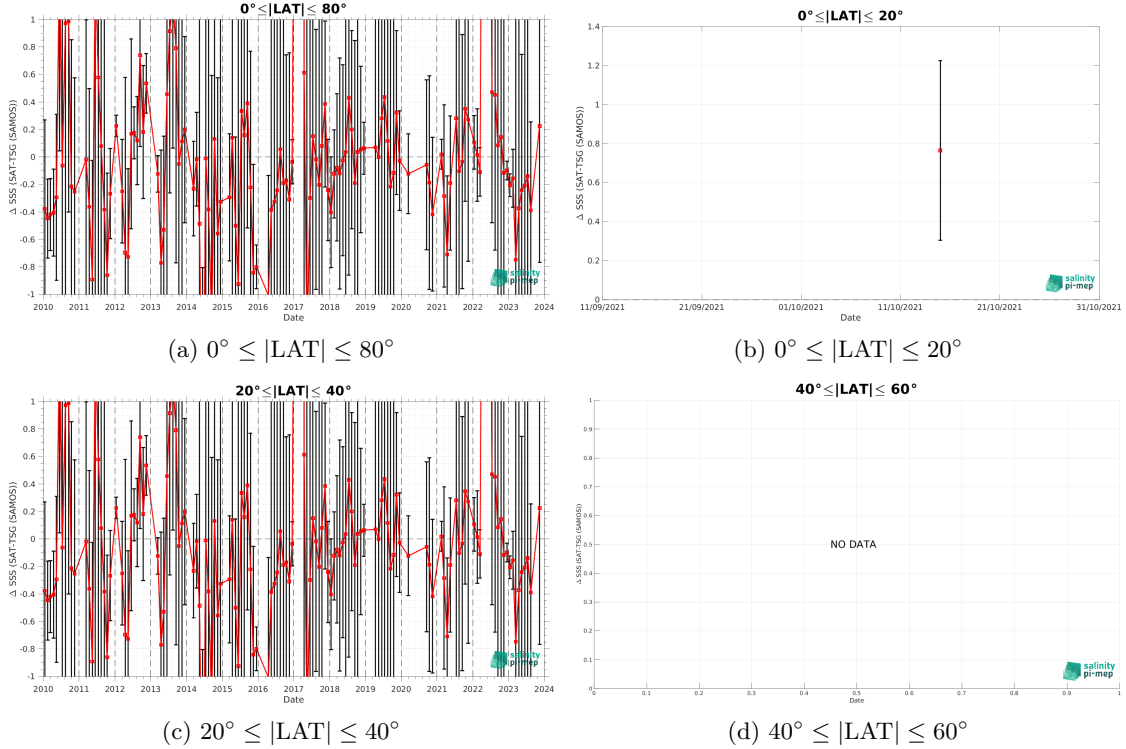 0°≤|LAT|≤ 80°
Δ SSS (SAT-TSG (SAMOS))
1
0.8
0.6
0.4
0.2
0
-0.2
-0.4
-0.6
-0.8
-1
2010 2011 2012 2013 2014 2015 2016 2017 2018 2019 2020 2021 2022 2023 2024
Date
salinity
pi-mep
(a) 0° ≤ |LAT| ≤ 80°
0°≤|LAT|≤ 20°
Δ SSS (SAT-TSG (SAMOS))
1.4
1.2
1
0.8
0.6
0.4
0.2
0
11/09/2021 21/09/2021 01/10/2021 11/10/2021 21/10/2021 31/10/2021
Date
salinity
pi-mep
(b) 0° ≤ |LAT| ≤ 20°
20°≤|LAT|≤ 40°
Δ SSS (SAT-TSG (SAMOS))
1
0.8
0.6
0.4
0.2
0
-0.2
-0.4
-0.6
-0.8
-1
2010 2011 2012 2013 2014 2015 2016 2017 2018 2019 2020 2021 2022 2023 2024
Date
salinity
pi-mep
(c) 20° ≤ |LAT| ≤ 40°
40°≤|LAT|≤ 60°
Δ SSS (SAT-TSG (SAMOS))
1
0.9
0.8
0.7
0.6
0.5
0.4
0.3
0.2
0.1
0
NO DATA
0 0.1 0.2 0.3 0.4 0.5 0.6 0.7 0.8 0.9 1
Date
salinity
pi-mep
(d) 40° ≤ |LAT| ≤ 60°